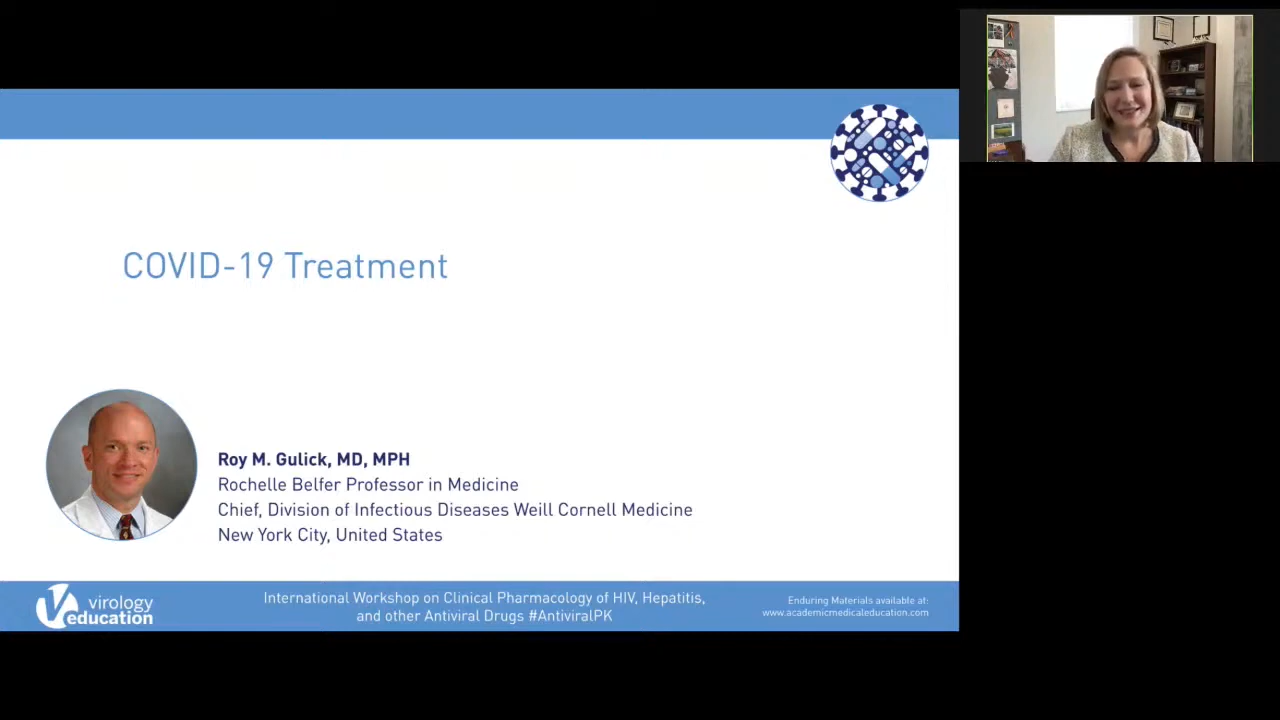 COVID-19 Treatment
Roy M. Gulick, MD, MPH
Rochelle Belfer Professor in Medicine
Chief, Division of Infectious Diseases Weill Cornell Medicine
New York City, United States
virology
education
International Workshop on Clinical Pharmacology of HIV, Hepatitis,
and other Antiviral Drugs #AntiviralPK
Enduring Materials available at:
www.academicmedicaleducation.com